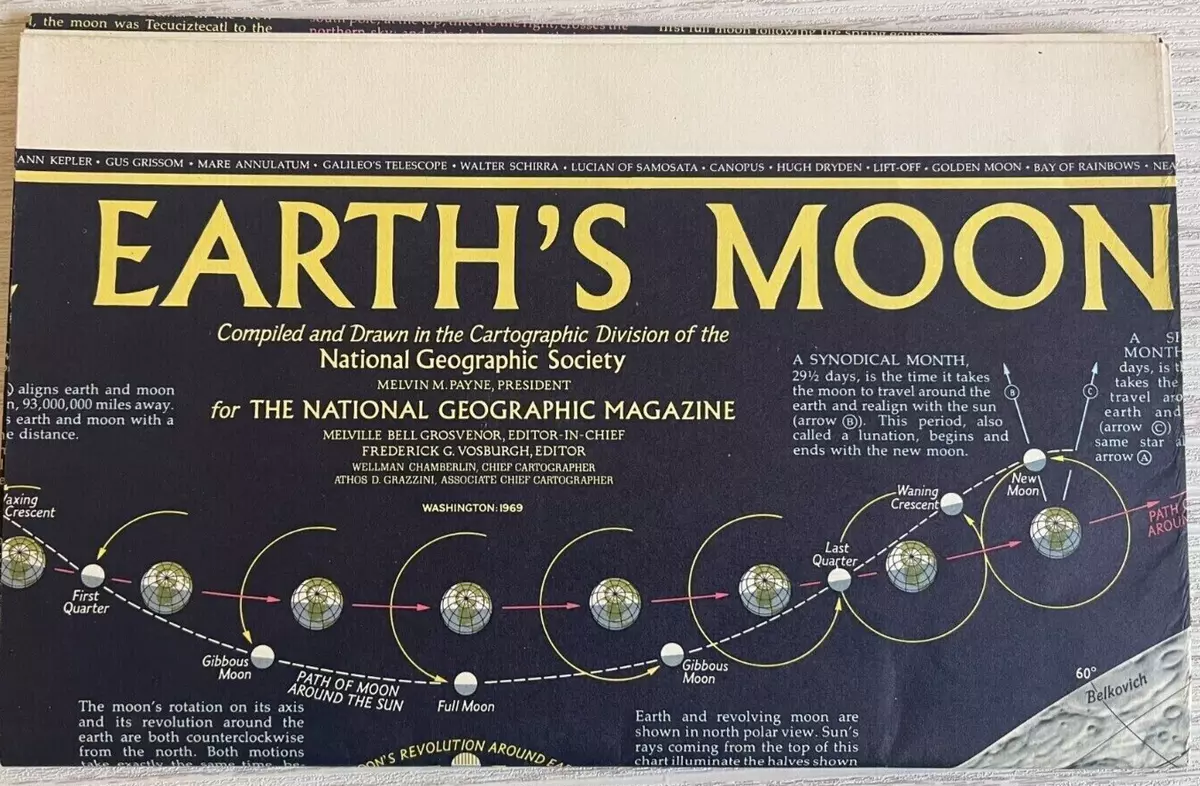 the moon was Tecuciztecatl to the
northern sky
first full moon following the spring
ANN KEPLER • GUS GRISSOM • MARE ANNULATUM • GALILEO'S TELESCOPE • WALTER SCHIRRA • LUCIAN OF SAMOSATA • CANOPUS • HUGH DRYDEN • LIFT-OFF • GOLDEN MOON • BAY OF RAINBOWS • NEA
EARTH'S MOON
Compiled and Drawn in the Cartographic Division of the
National Geographic Society
MELVIN M. PAYNE, PRESIDENT
for THE NATIONAL GEOGRAPHIC MAGAZINE
MELVILLE BELL GROSVENOR, EDITOR-IN-CHIEF
FREDERICK G. VOSBURGH, EDITOR
WELLMAN CHAMBERLIN, CHIEF CARTOGRAPHER
ATHOS D. GRAZZINI, ASSOCIATE CHIEF CARTOGRAPHER
WASHINGTON: 1969
) aligns earth and moon
n, 93,000,000 miles away.
s earth and moon with a
e distance.
A SYNODICAL MONTH,
29½ days, is the time it takes
the moon to travel around the
earth and realign with the sun
(arrow Ⓑ). This period, also
called a lunation, begins and
ends with the new moon.
B
C
A SI
MONTH
days, is t
takes the
travel aro
earth and
(arrow Ⓒ)
same star a
arrow Ⓐ
Waxing
Crescent
First
Quarter
Gibbous
Moon
PATH OF MOON
AROUND THE SUN
Full Moon
Gibbous
Moon
Last
Quarter
Waning
Crescent
New
Moon
PATH O
AROU
The moon's rotation on its axis
and its revolution around the
earth are both counterclockwise
from the north. Both motions
take exactly the same time, be-
OON'S REVOLUTION AROUND EA
Earth and revolving moon are
shown in north polar view. Sun's
rays coming from the top of this
chart illuminate the halves shown
60°
Belkovich